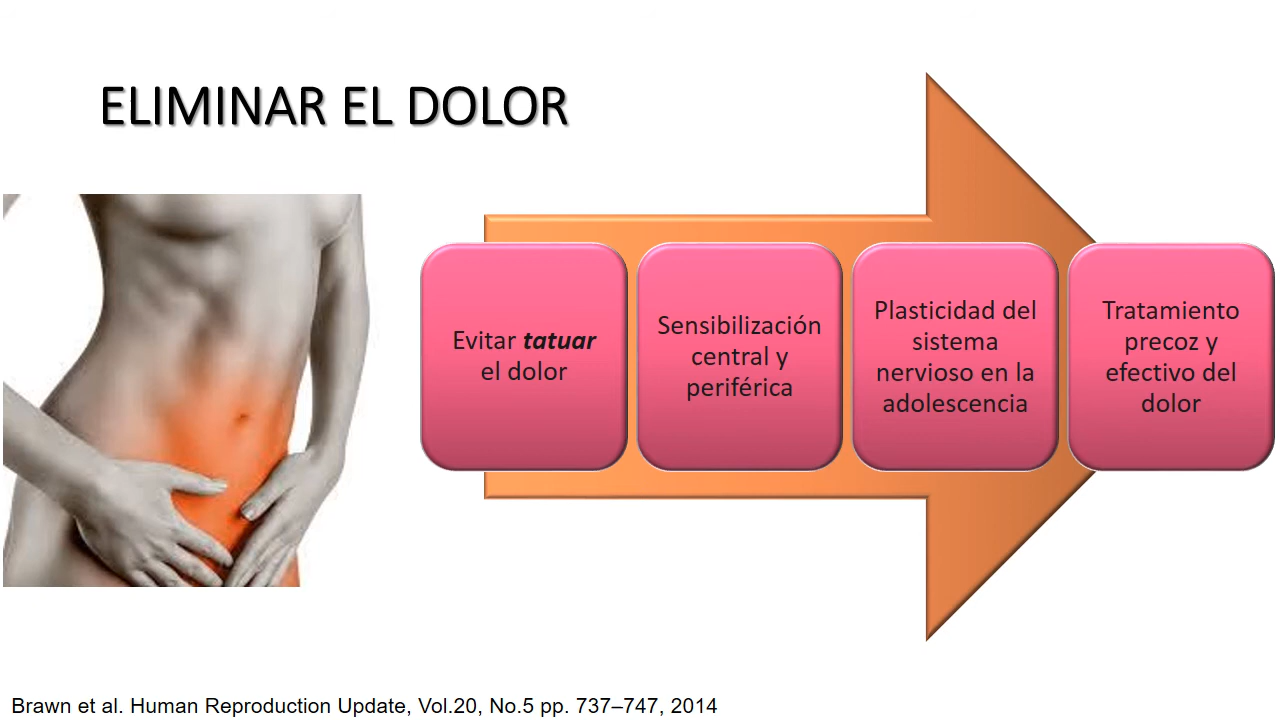 ELIMINAR EL DOLOR
Evitar tatuar
el dolor
Sensibilización
central y
periférica
Plasticidad del
sistema
nervioso en la
adolescencia
Tratamiento
precoz y
efectivo del
dolor
Brawn et al. Human Reproduction Update, Vol.20, No.5 pp. 737–747, 2014